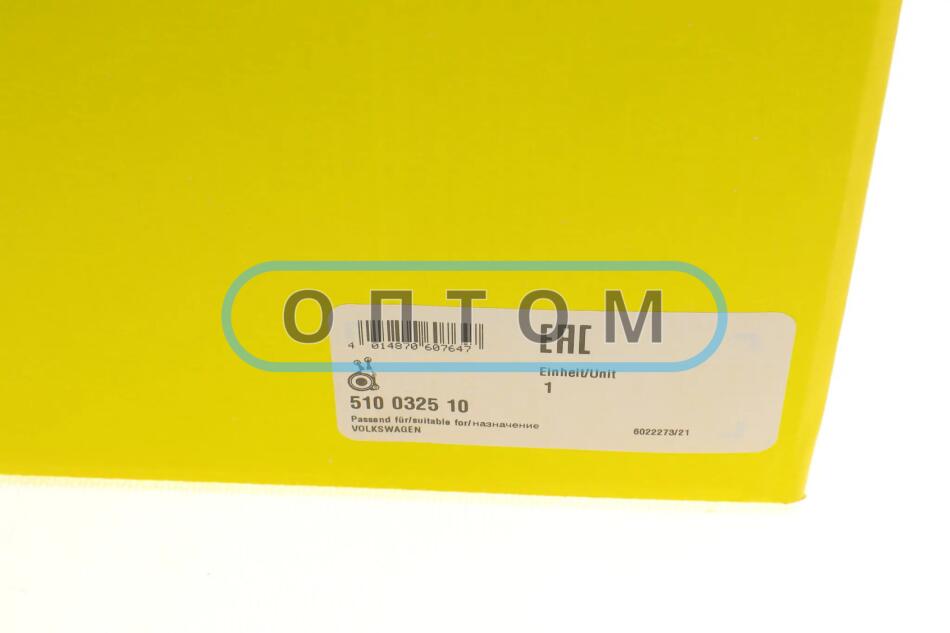 ОПТОМ
4 014870 607647
EAC
Einheit/Unit
1
510 0325 10
Passend für/suitable for/назначение
VOLKSWAGEN
6022273/21